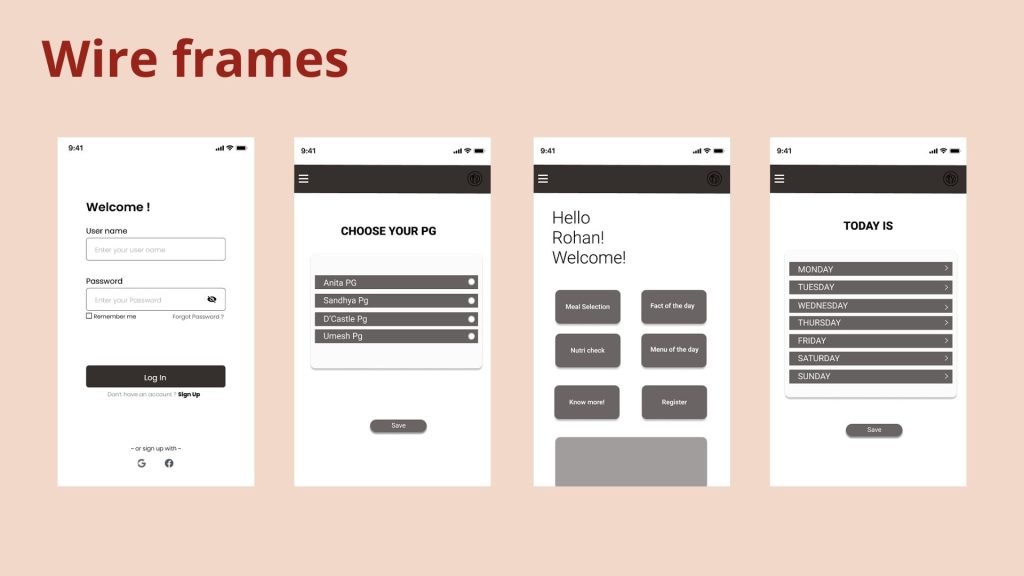 Wire frames
9:41
Welcome !
User name
Enter your user name
Password
Enter your Password
Remember me
Forgot Password ?
Log In
Don't have an account ? Sign Up
~ or sign up with ~
9:41
CHOOSE YOUR PG
Anita PG
Sandhya Pg
D'Castle Pg
Umesh Pg
Save
9:41
Hello
Rohan!
Welcome!
Meal Selection
Fact of the day
Nutri check
Menu of the day
Know more!
Register
9:41
TODAY IS
MONDAY
TUESDAY
WEDNESDAY
THURSDAY
FRIDAY
SATURDAY
SUNDAY
Save